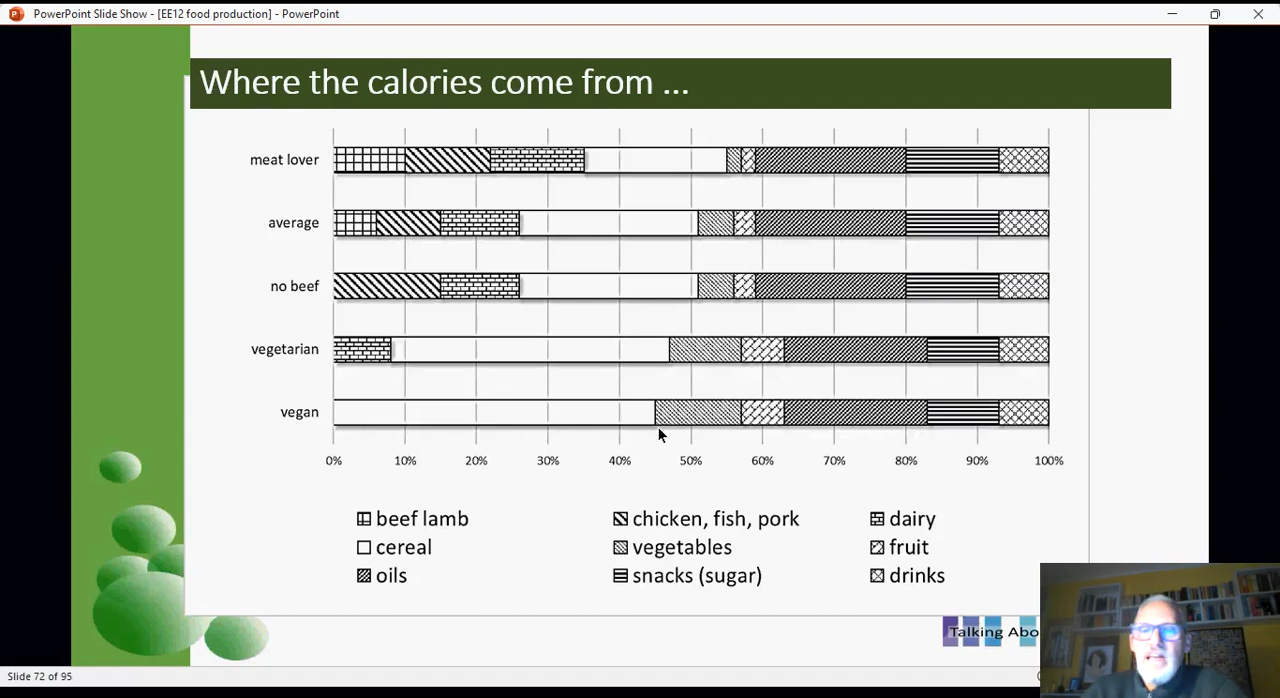 PowerPoint Slide Show - [EE12 food production] - PowerPoint
Where the calories come from ...
meat lover
average
no beef
vegetarian
vegan
0% 10% 20% 30% 40% 50% 60% 70% 80% 90% 100%
beef lamb chicken, fish, pork dairy
cereal vegetables fruit
oils snacks (sugar) drinks
Talking Abo
Slide 72 of 95